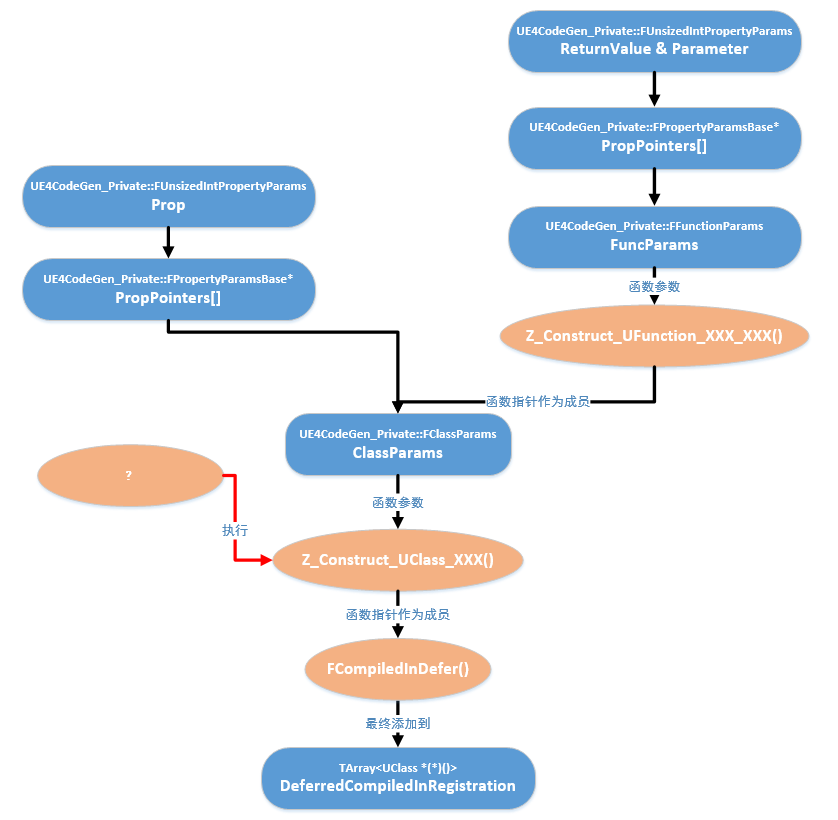 UE4CodeGen_Private::FUnsizedIntPropertyParams
ReturnValue & Parameter
UE4CodeGen_Private::FPropertyParamsBase*
PropPointers[]
UE4CodeGen_Private::FUnsizedIntPropertyParams
Prop
UE4CodeGen_Private::FFunctionParams
FuncParams
UE4CodeGen_Private::FPropertyParamsBase*
PropPointers[]
函数参数
Z_Construct_UFunction_XXX_XXX()
函数指针作为成员
UE4CodeGen_Private::FClassParams
ClassParams
?
函数参数
执行
Z_Construct_UClass_XXX()
函数指针作为成员
FCompiledInDefer()
最终添加到
TArray<UClass *(*)()>
DeferredCompiledInRegistration